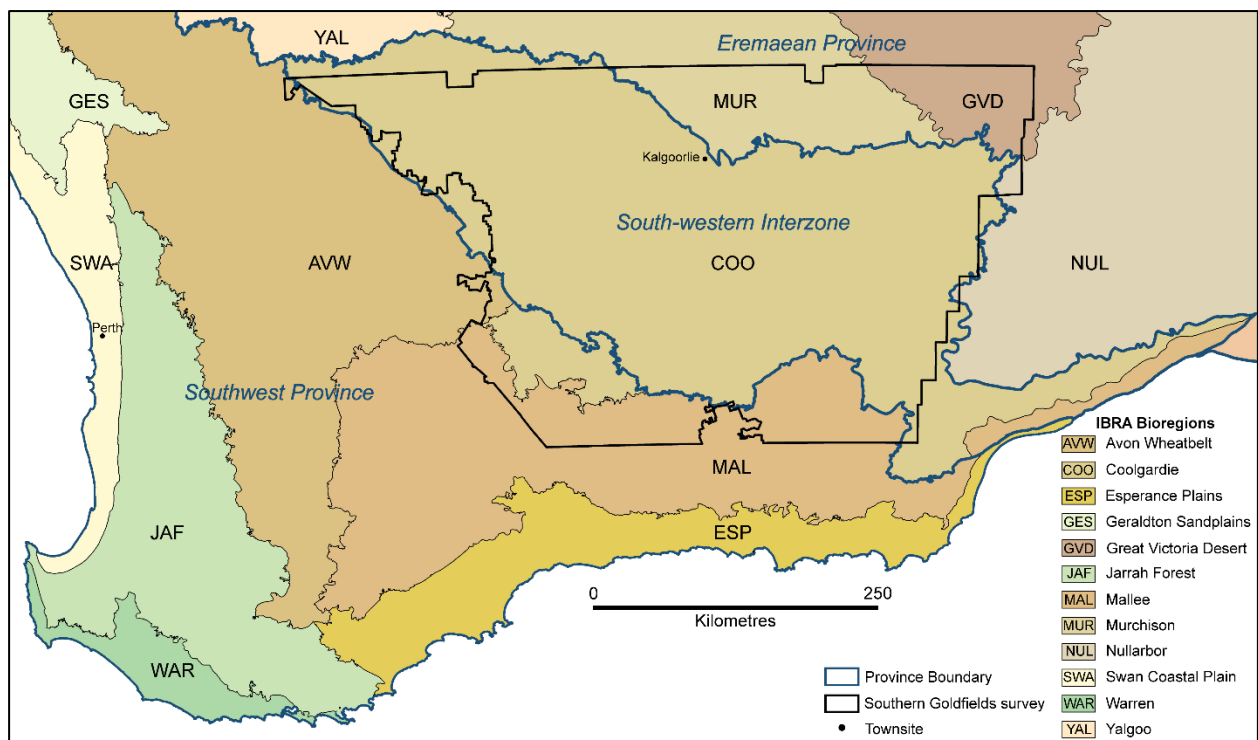 YAL
Eremaean Province
GES
MUR
GVD
Kalgoorlie
South-western Interzone
SWA
AVW
COO
NUL
Perth
Southwest Province
MAL
JAF
ESP
WAR
0 250
Kilometres
Province Boundary
Southern Goldfields survey
Townsite
IBRA Bioregions
AVW Avon Wheatbelt
COO Coolgardie
ESP Esperance Plains
GES Geraldton Sandplains
GVD Great Victoria Desert
JAF Jarrah Forest
MAL Mallee
MUR Murchison
NUL Nullarbor
SWA Swan Coastal Plain
WAR Warren
YAL Yalgoo